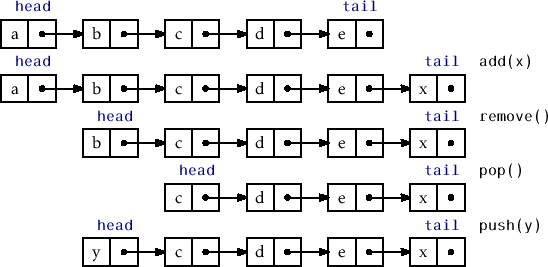 head tail
a b c d e
head tail add(x)
a b c d e x
head tail remove()
b c d e x
head tail pop()
c d e x
head tail push(y)
y c d e x